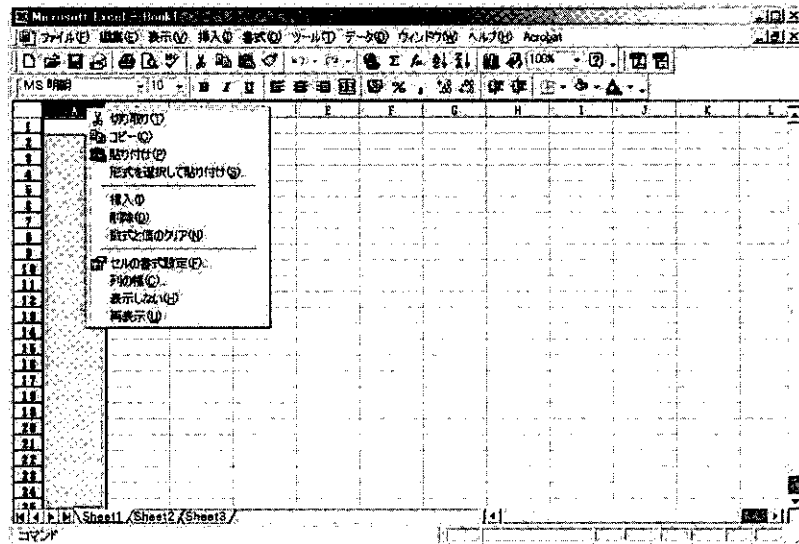 Microsoft Excel - Book1
ファイル(F) 編集(E) 表示(V) 挿入(I) 書式(O) ツール(T) データ(D) ウィンドウ(W) ヘルプ(H) Acrobat
100%
MS 明朝 10 B I U % ,
A E F G H I J K L
切り取り(T)
コピー(C)
貼り付け(P)
形式を選択して貼り付け(S)...
挿入(I)
削除(D)
数式と値のクリア(N)
セルの書式設定(F)...
列の幅(C)...
表示しない(H)
再表示(U)
1
2
3
4
5
6
7
8
9
10
11
12
13
14
15
16
17
18
19
20
21
22
23
24
25
Sheet1 Sheet2 Sheet3
コマンド